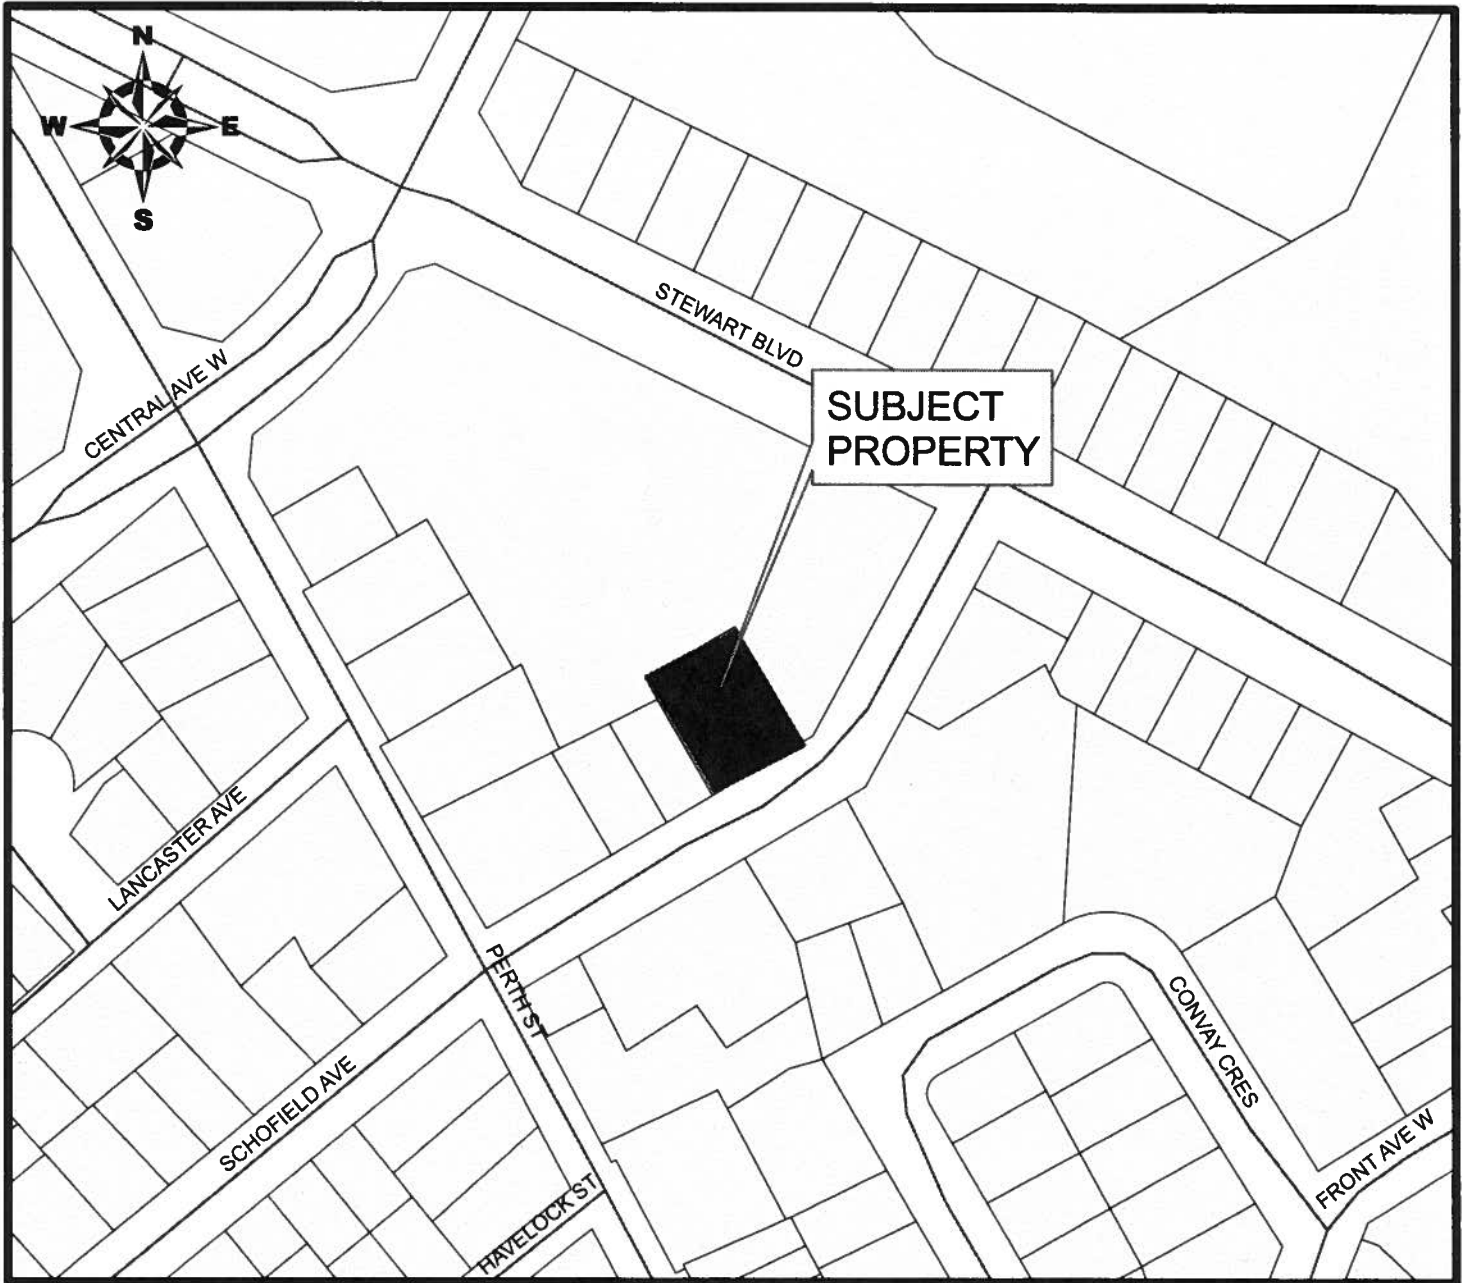 N
W
E
S
STEWART BLVD
CENTRAL AVE W
SUBJECT
PROPERTY
LANCASTER AVE
PERTH ST
CONVAY CRES
SCHOFIELD AVE
FRONT AVE W
HAVELOCK ST